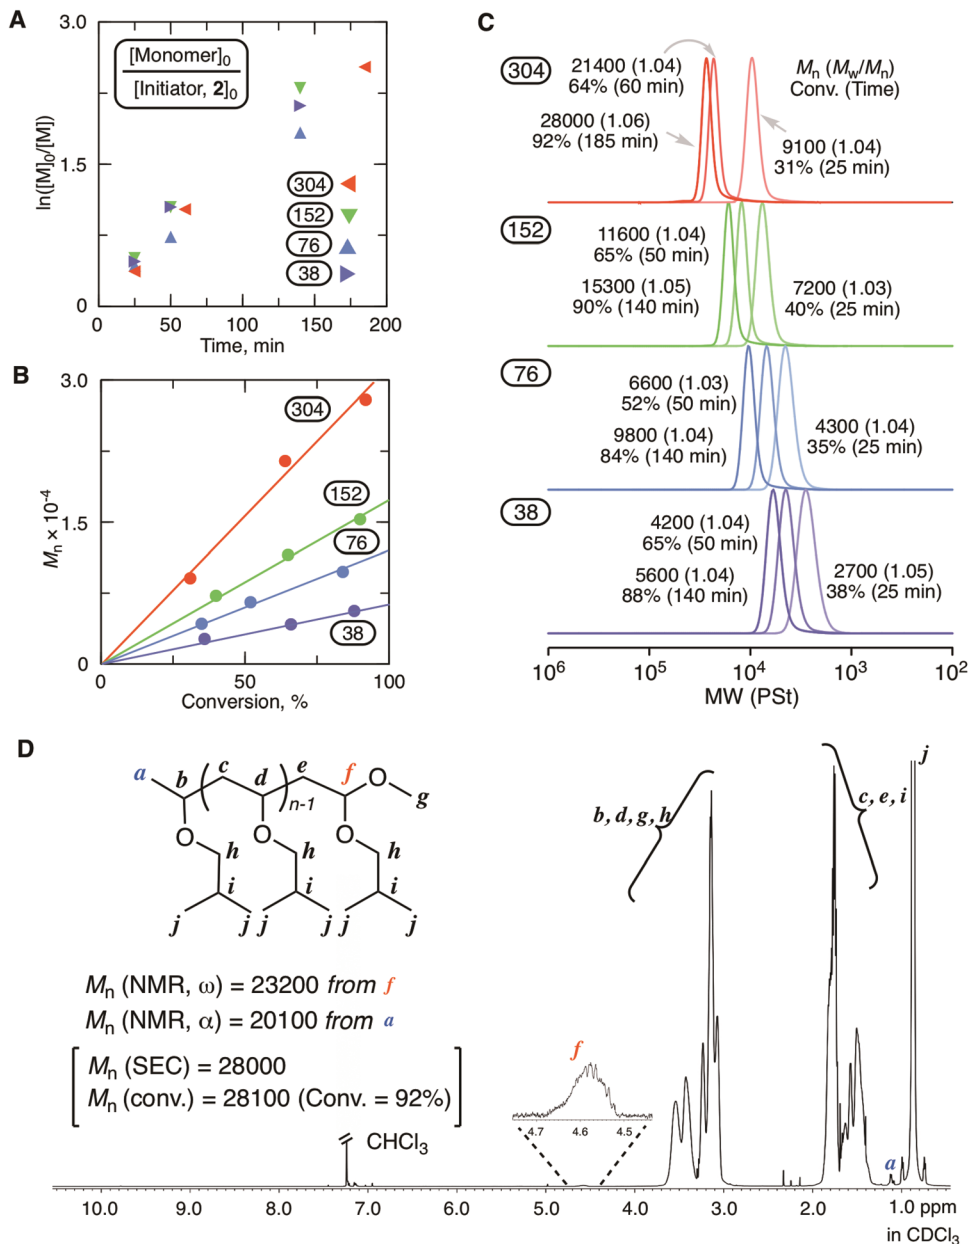 A
3.0
[Monomer]0
[Initiator, 2]0
ln([M]0/[M])
1.5
304
152
76
38
0
0 50 100 150 200
Time, min
B
3.0
304
Mn × 10-4
1.5
152
76
38
0
0 50 100
Conversion, %
C
304
21400 (1.04)
64% (60 min)
28000 (1.06)
92% (185 min)
Mn (Mw/Mn)
Conv. (Time)
9100 (1.04)
31% (25 min)
152
11600 (1.04)
65% (50 min)
15300 (1.05)
90% (140 min)
7200 (1.03)
40% (25 min)
76
6600 (1.03)
52% (50 min)
9800 (1.04)
84% (140 min)
4300 (1.04)
35% (25 min)
38
4200 (1.04)
65% (50 min)
5600 (1.04)
88% (140 min)
2700 (1.05)
38% (25 min)
10⁶ 10⁵ 10⁴ 10³ 10²
MW (PSt)
D
a b c d e f O g
n-1
O O O
h h h
i i i
j j j j j j
Mn (NMR, ω) = 23200 from f
Mn (NMR, α) = 20100 from a
Mn (SEC) = 28000
Mn (conv.) = 28100 (Conv. = 92%)
CHCl3
f
4.7 4.6 4.5
b, d, g, h
c, e, i
j
a
10.0 9.0 8.0 7.0 6.0 5.0 4.0 3.0 2.0 1.0 ppm
in CDCl3